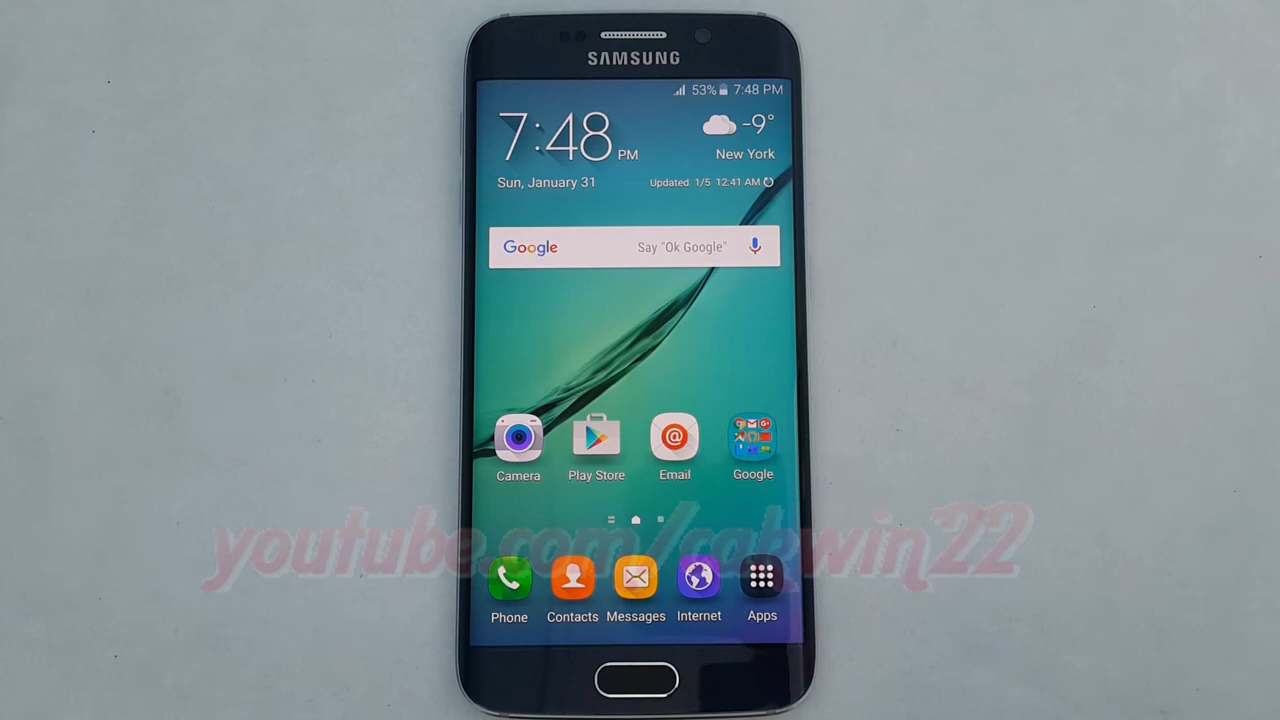 SAMSUNG
53% 7:48 PM
7:48 PM
-9°
New York
Sun, January 31
Updated 1/5 12:41 AM
Google Say "Ok Google"
Camera Play Store Email Google
youtube.com/rakwin22
Phone Contacts Messages Internet Apps